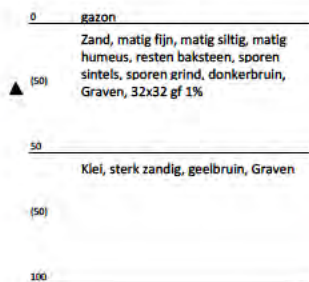 0 gazon
Zand, matig fijn, matig siltig, matig
humeus, resten baksteen, sporen
sintels, sporen grind, donkerbruin,
(50)
Graven, 32x32 gf 1%
50
Klei, sterk zandig, geelbruin, Graven
(50)
100